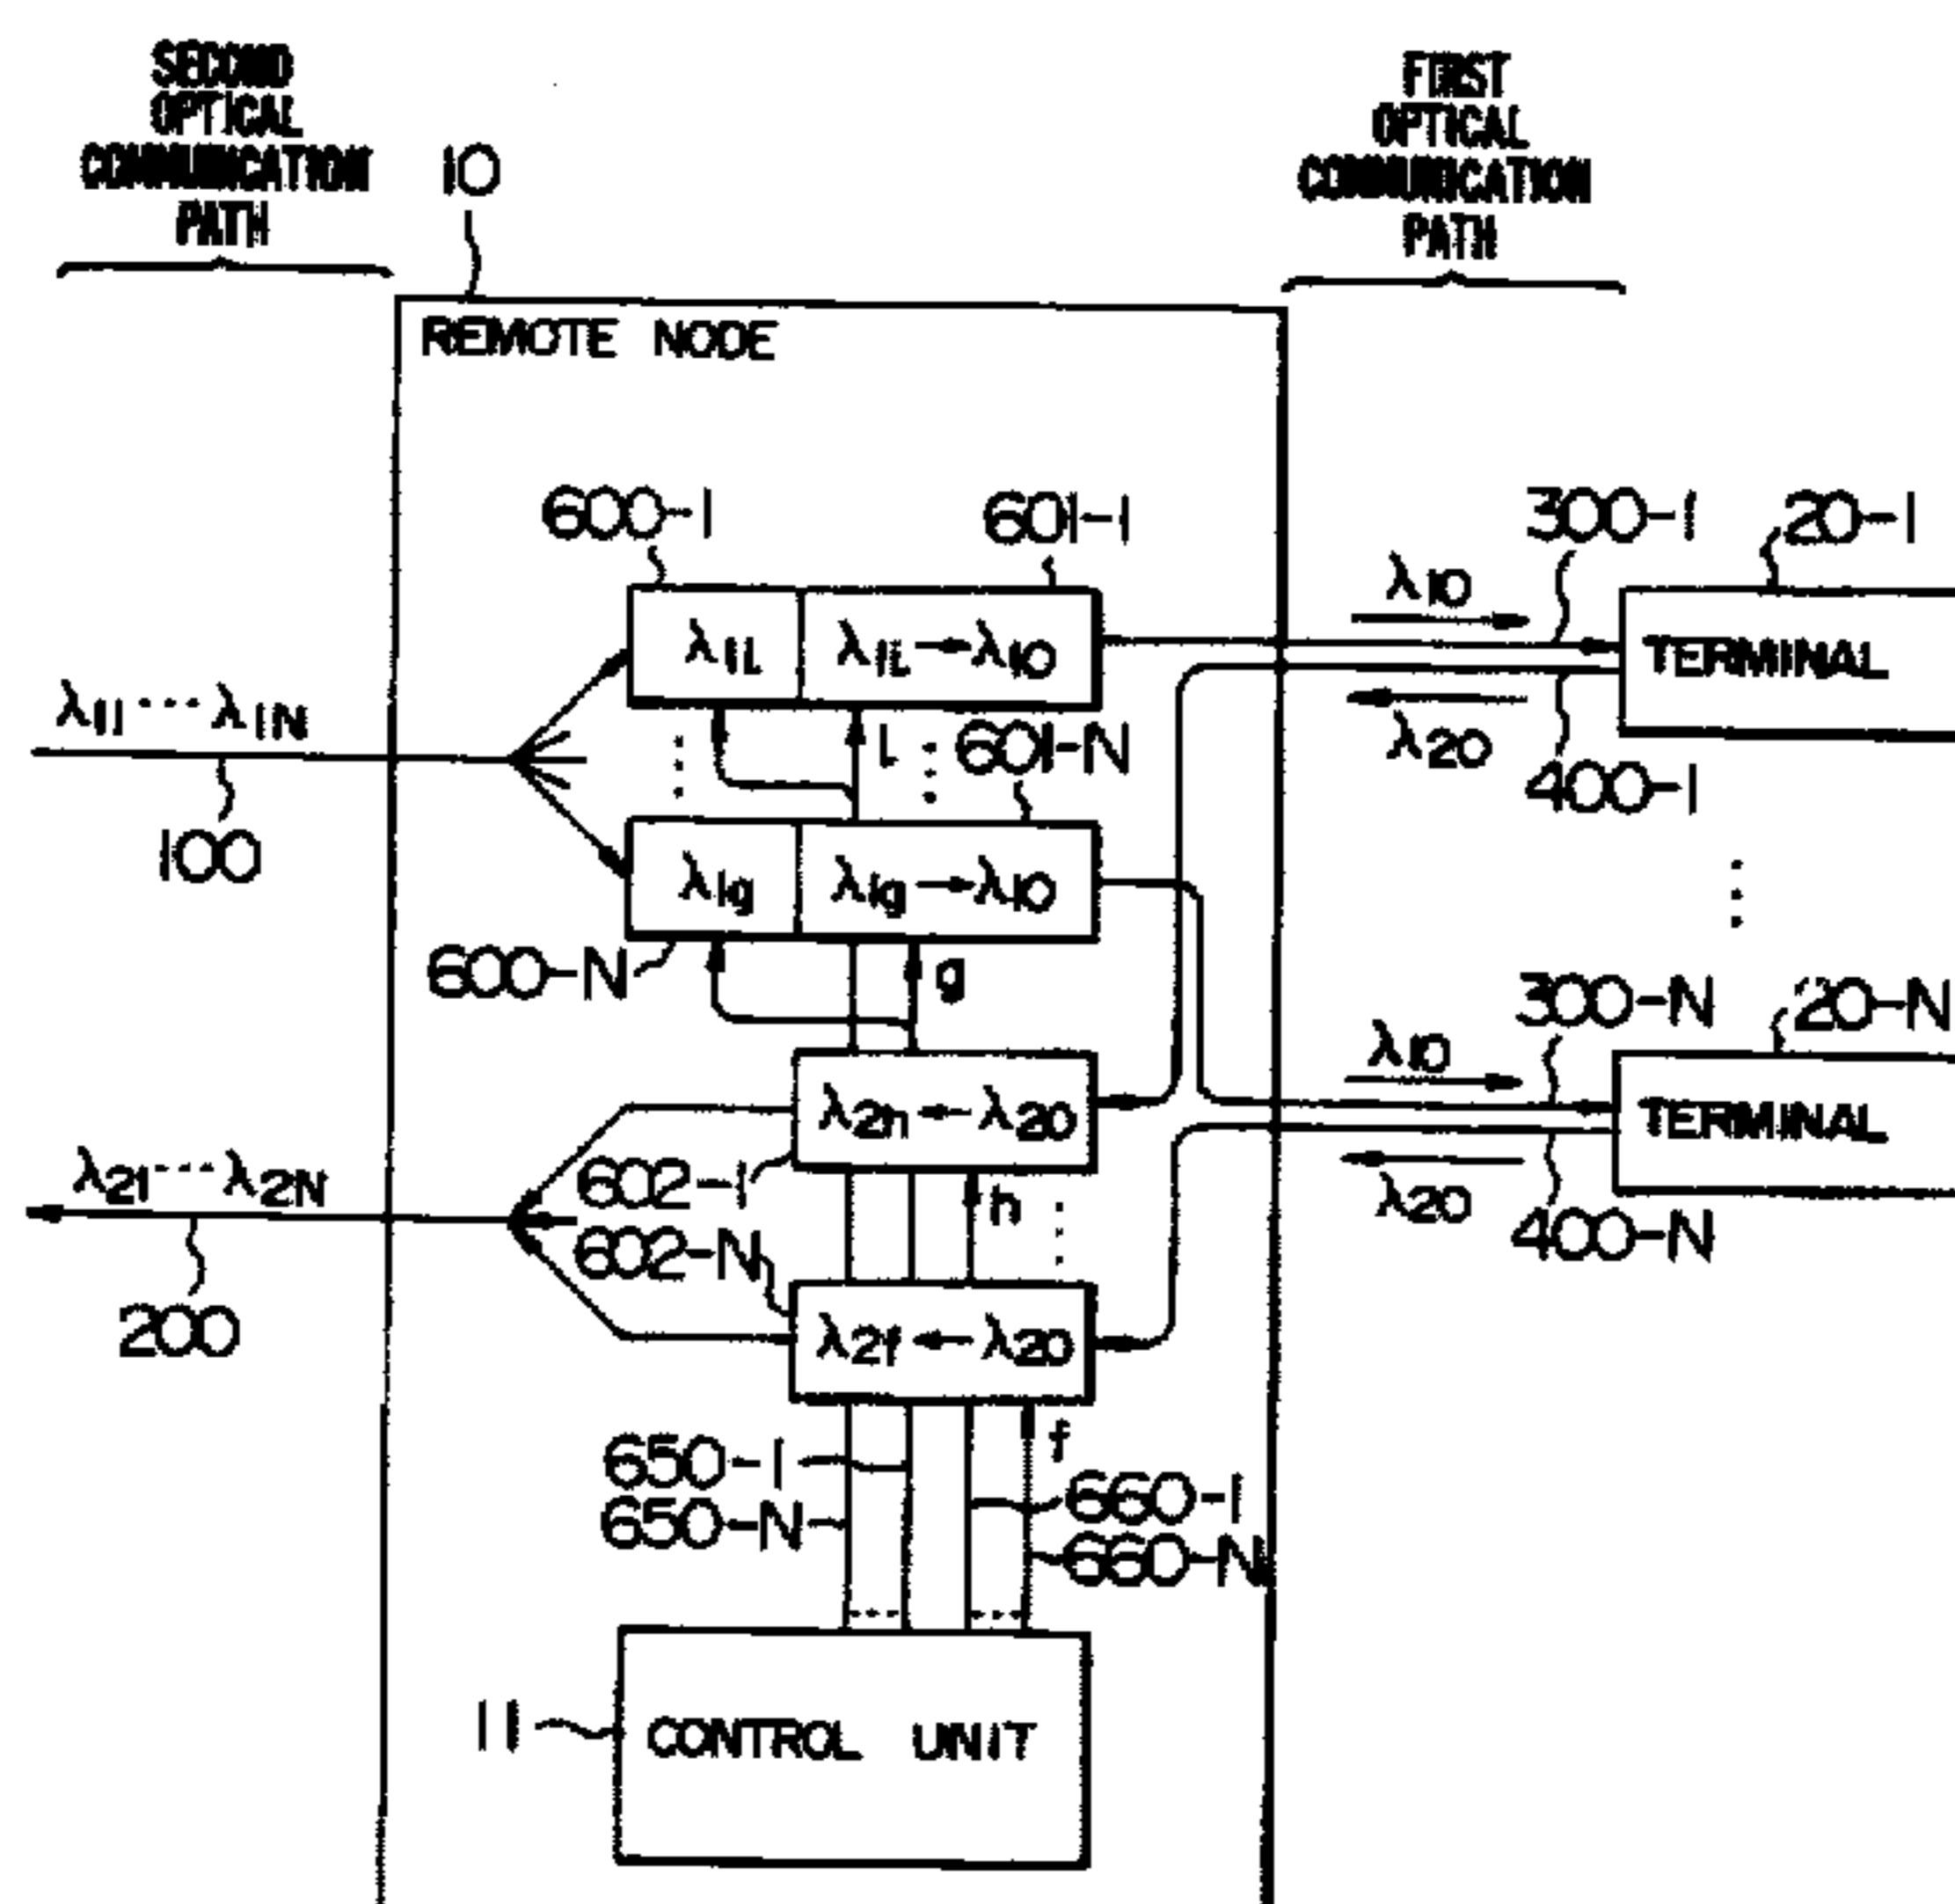 SECOND
OPTICAL
COMMUNICATION
PATH
10
FIRST
OPTICAL
COMMUNICATION
PATH
REMOTE NODE
600-1
601-1
300-1
20-1
λ10
λ1i
λ1i→λ10
TERMINAL
λ11···λ1N
i
601-N
λ20
400-1
100
λ1g
λ1g→λ10
600-N
g
300-N
20-N
λ10
λ2h←λ20
TERMINAL
λ21···λ2N
602-1
h
λ20
602-N
400-N
200
λ2f←λ20
650-1
f
660-1
650-N
660-N
11
CONTROL UNIT